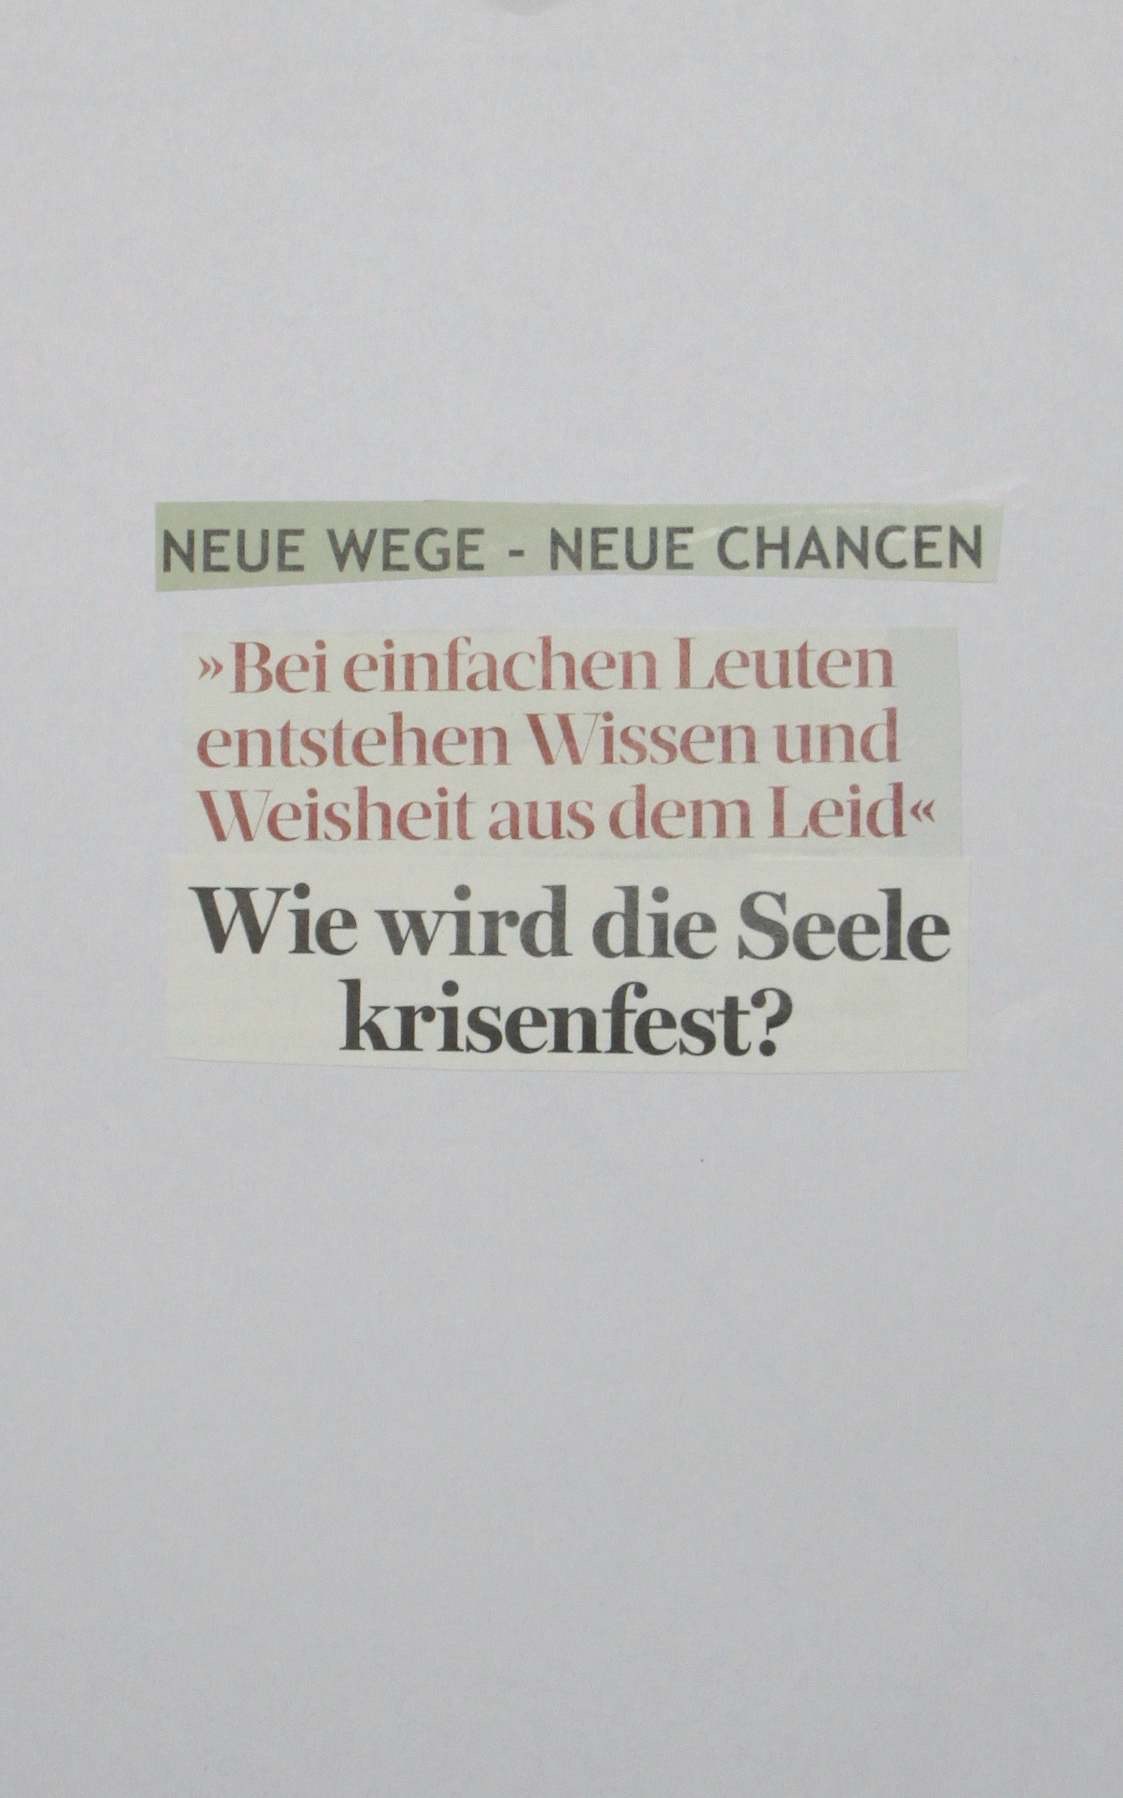 NEUE WEGE - NEUE CHANCEN
»Bei einfachen Leuten
entstehen Wissen und
Weisheit aus dem Leid«
Wie wird die Seele
krisenfest?